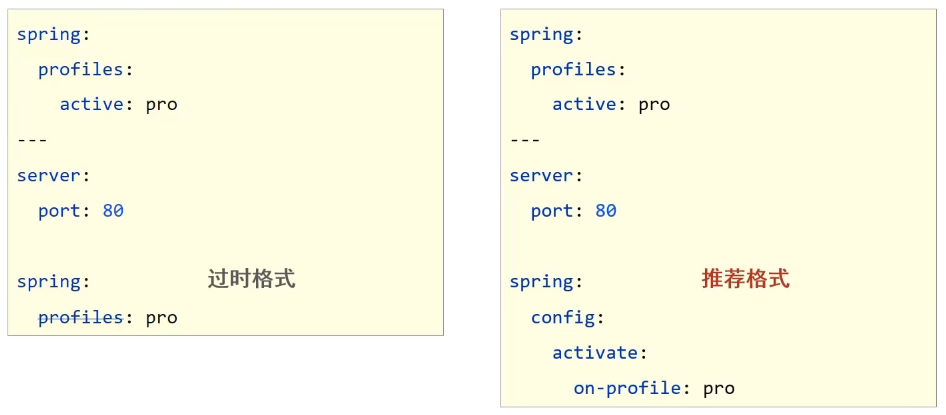 spring:
  profiles:
    active: pro
---
server:
  port: 80
spring:
过时格式
  profiles: pro
spring:
  profiles:
    active: pro
---
server:
  port: 80
spring:
推荐格式
  config:
    activate:
      on-profile: pro